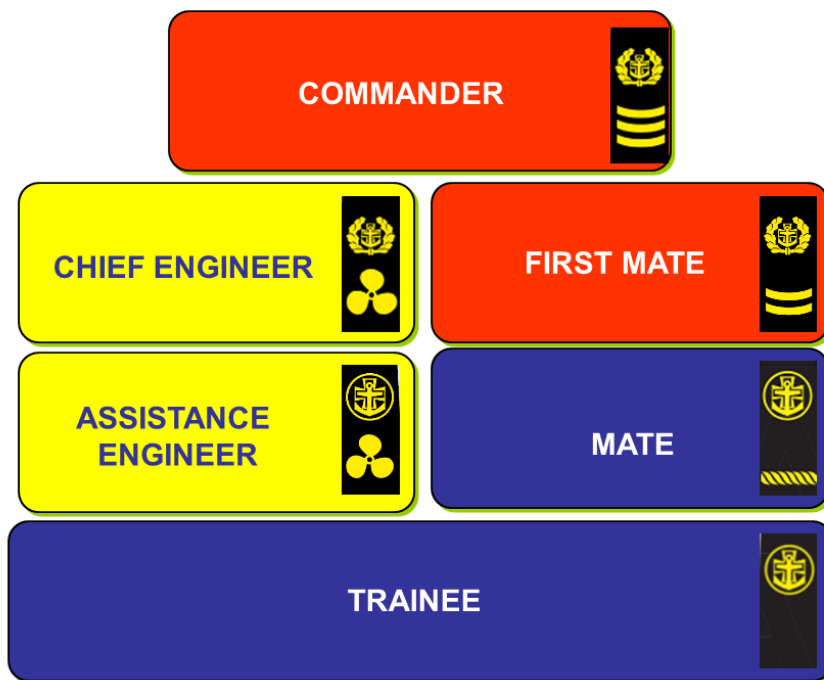 COMMANDER
CHIEF ENGINEER
FIRST MATE
ASSISTANCE
ENGINEER
MATE
TRAINEE